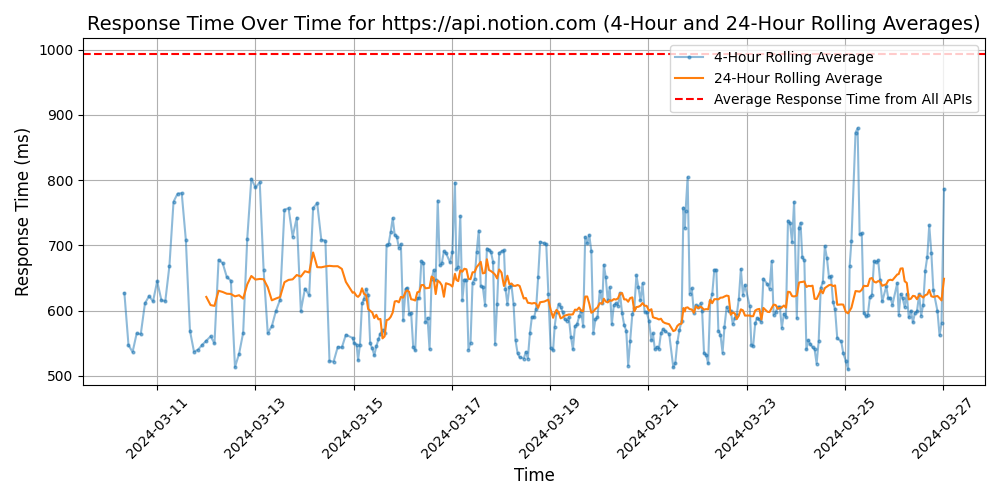 Response Time Over Time for https://api.notion.com (4-Hour and 24-Hour Rolling Averages)
4-Hour Rolling Average
24-Hour Rolling Average
Average Response Time from All APIs
Response Time (ms)
1000
900
800
700
600
500
2024-03-11
2024-03-13
2024-03-15
2024-03-17
2024-03-19
2024-03-21
2024-03-23
2024-03-25
2024-03-27
Time